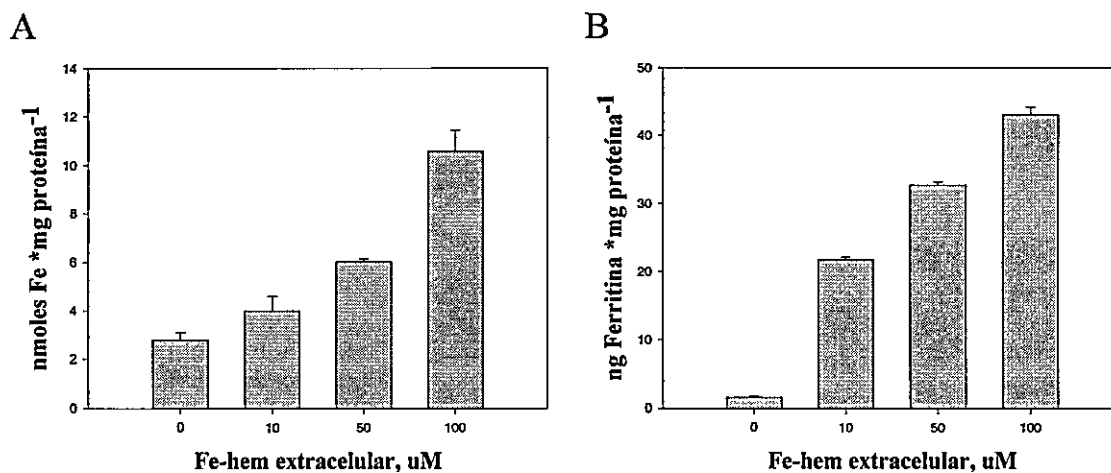 A
nmoles Fe *mg proteína-1
14
12
10
8
6
4
2
0
0 10 50 100
Fe-hem extracelular, uM
B
ng Ferritina *mg proteína-1
50
40
30
20
10
0
0 10 50 100
Fe-hem extracelular, uM